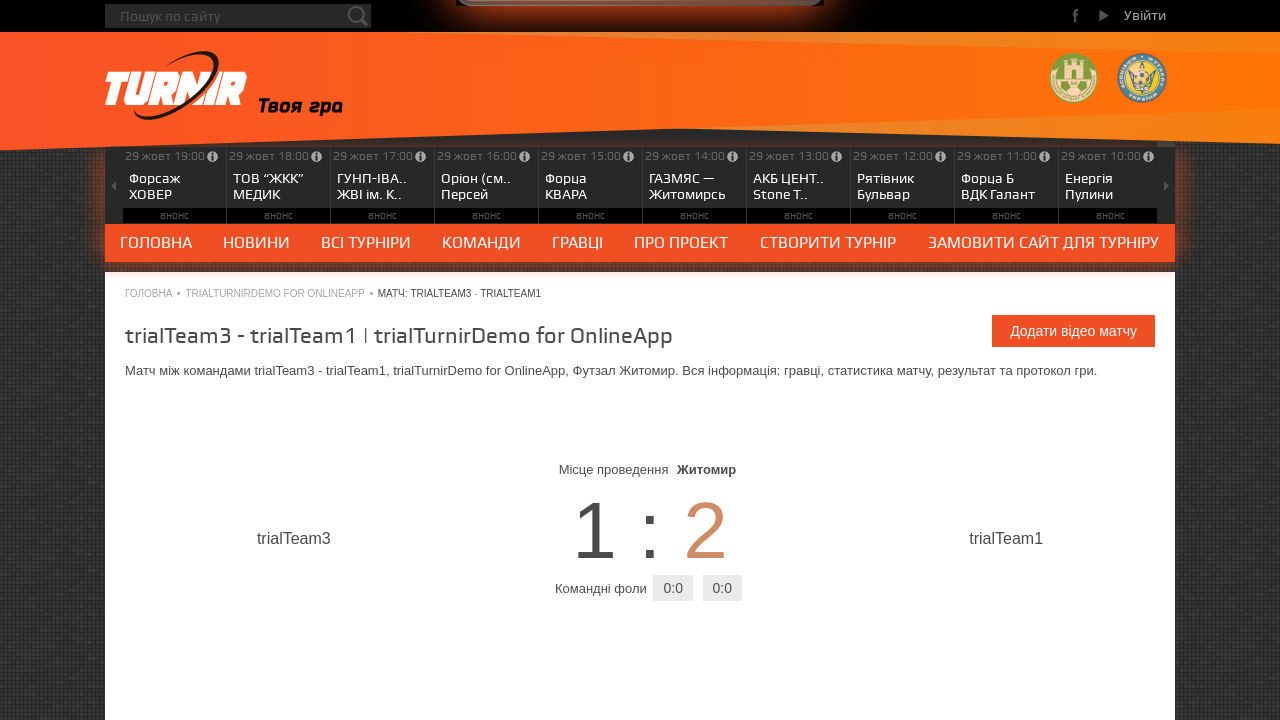 Пошук по сайту
Увійти
TURNIR
Твоя гра
29 жовт 19:00
Форсаж
ХОВЕР
анонс
29 жовт 18:00
ТОВ “ЖКК”
МЕДИК
анонс
29 жовт 17:00
ГУНП-ІВА..
ЖВІ ім. К..
анонс
29 жовт 16:00
Оріон (см..
Персей
анонс
29 жовт 15:00
Форца
КВАРА
анонс
29 жовт 14:00
ГАЗМЯС —
Житомирсь
анонс
29 жовт 13:00
АКБ ЦЕНТ..
Stone T..
анонс
29 жовт 12:00
Рятівник
Бульвар
анонс
29 жовт 11:00
Форца Б
ВДК Галант
анонс
29 жовт 10:00
Енергія
Пулини
анонс
ГОЛОВНА НОВИНИ ВСІ ТУРНІРИ КОМАНДИ ГРАВЦІ ПРО ПРОЕКТ СТВОРИТИ ТУРНІР ЗАМОВИТИ САЙТ ДЛЯ ТУРНІРУ
ГОЛОВНА • TRIALTURNIRDEMO FOR ONLINEAPP • МАТЧ: TRIALTEAM3 - TRIALTEAM1
trialTeam3 - trialTeam1 | trialTurnirDemo for OnlineApp
Додати відео матчу
Матч між командами trialTeam3 - trialTeam1, trialTurnirDemo for OnlineApp, Футзал Житомир. Вся інформація: гравці, статистика матчу, результат та протокол гри.
Місце проведення Житомир
trialTeam3
1 : 2
trialTeam1
Командні фоли 0:0 0:0